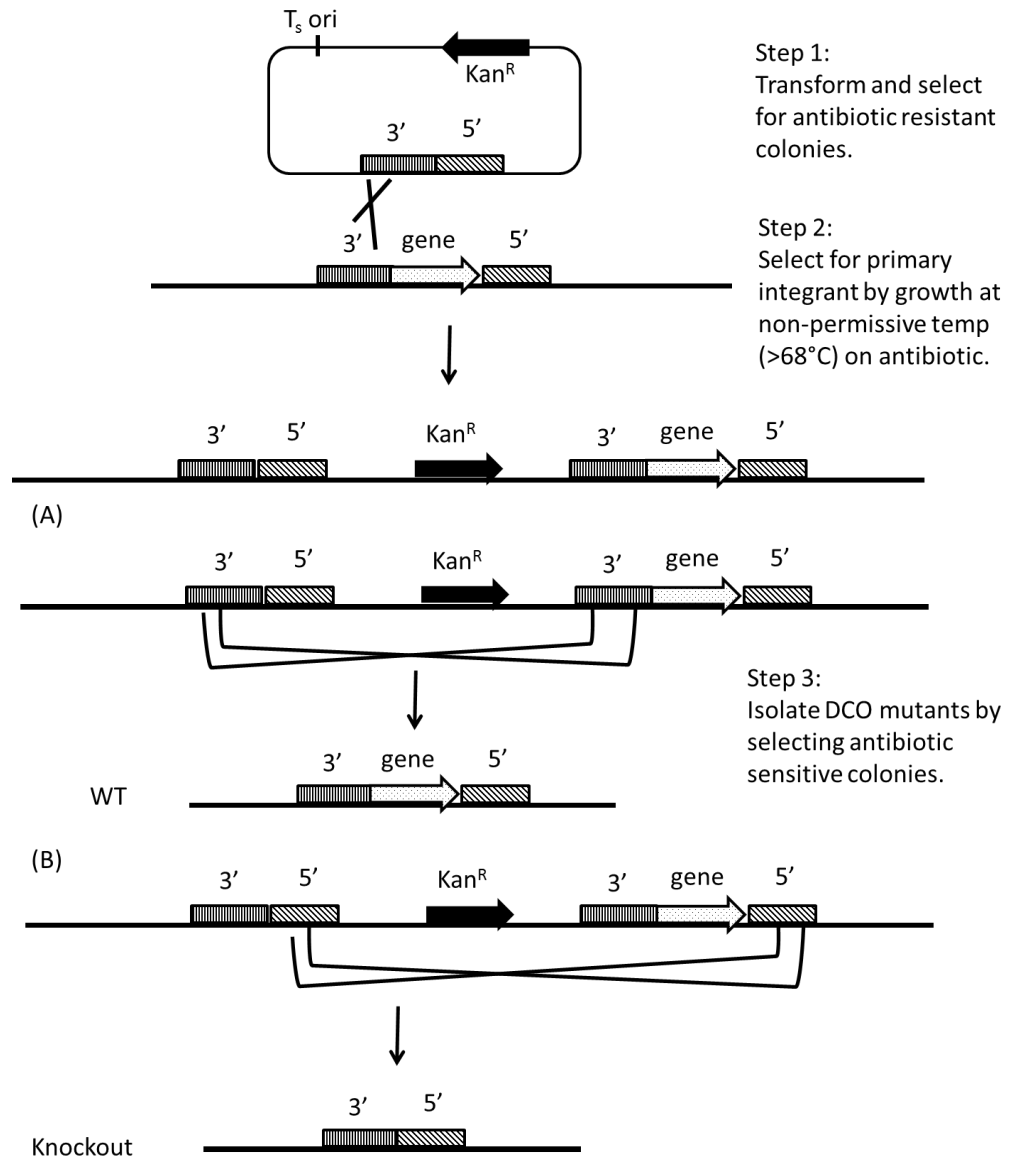 Ts ori
KanR
3’ 5’
Step 1:
Transform and select
for antibiotic resistant
colonies.
3’ gene 5’
Step 2:
Select for primary
integrant by growth at
non-permissive temp
(>68°C) on antibiotic.
3’ 5’ KanR 3’ gene 5’
(A)
3’ 5’ KanR 3’ gene 5’
Step 3:
Isolate DCO mutants by
selecting antibiotic
sensitive colonies.
3’ gene 5’
WT
(B)
3’ 5’ KanR 3’ gene 5’
3’ 5’
Knockout